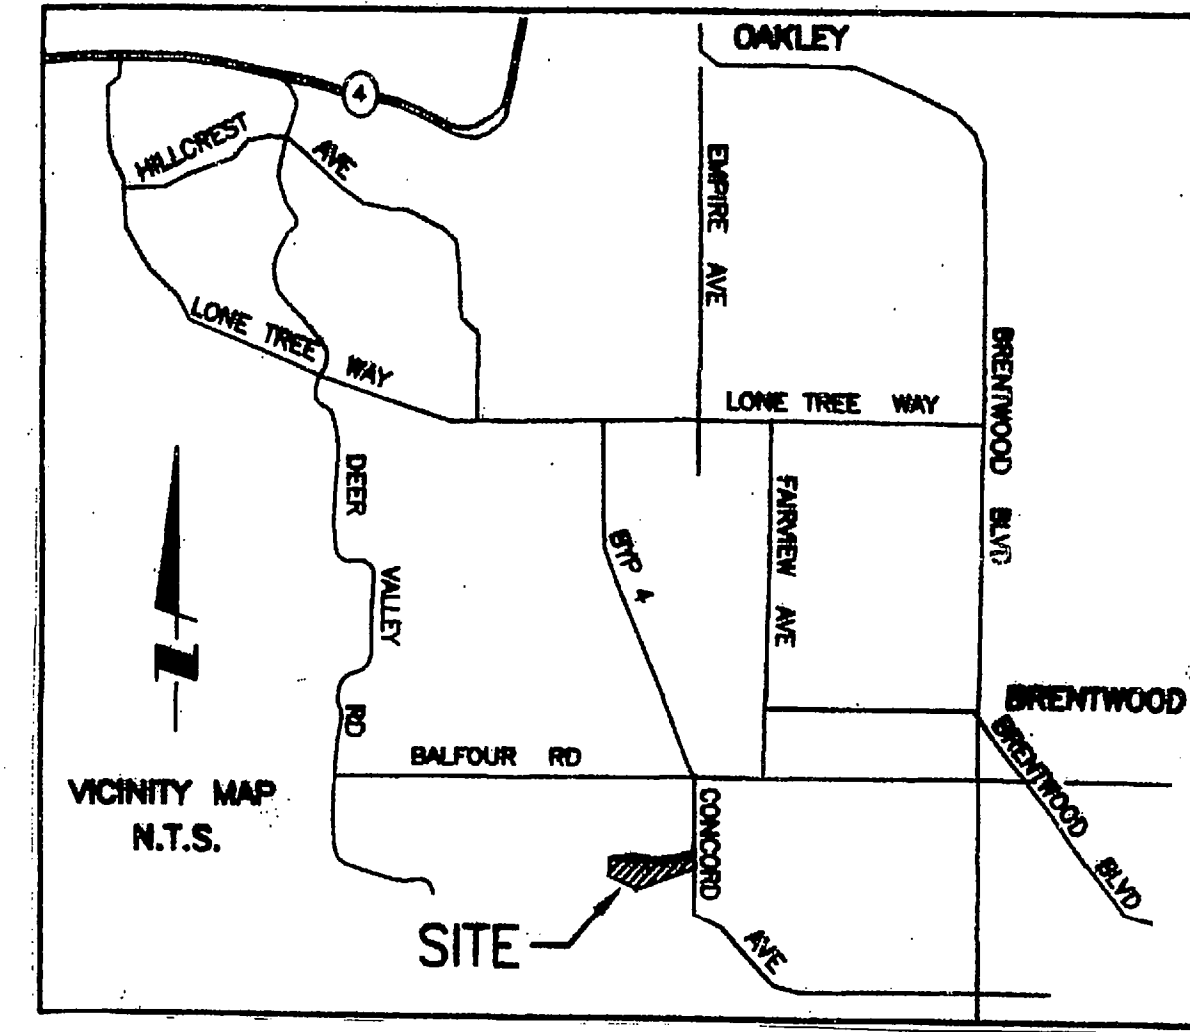 OAKLEY
4
HILLCREST AVE
EMPIRE AVE
LONE TREE WAY
LONE TREE WAY
BRENTWOOD BLVD
DEER VALLEY RD
BYP 4
FAIRVIEW AVE
BRENTWOOD
BRENTWOOD BLVD
BALFOUR RD
VICINITY MAP
N.T.S.
CONCORD AVE
SITE
N